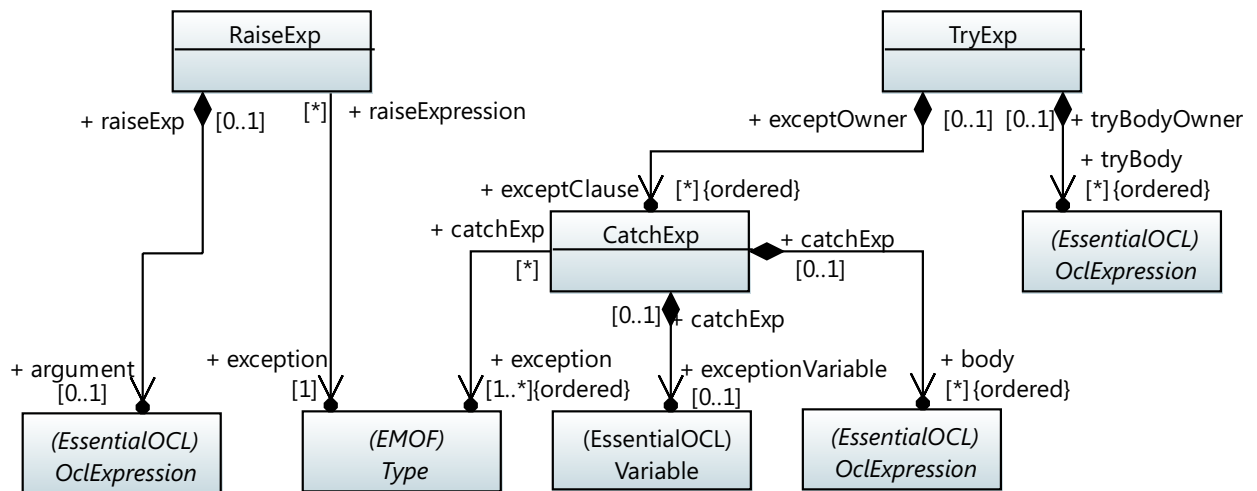 RaiseExp
TryExp
+ raiseExp
[0..1]
[*]
+ raiseExpression
+ exceptOwner
[0..1]
[0..1]
+ tryBodyOwner
+ tryBody
[*]{ordered}
+ exceptClause
[*]{ordered}
+ catchExp
[*]
CatchExp
+ catchExp
[0..1]
(EssentialOCL)
OclExpression
[0..1]
+ catchExp
+ argument
[0..1]
+ exception
[1]
+ exception
[1..*]{ordered}
+ exceptionVariable
[0..1]
+ body
[*]{ordered}
(EssentialOCL)
OclExpression
(EMOF)
Type
(EssentialOCL)
Variable
(EssentialOCL)
OclExpression